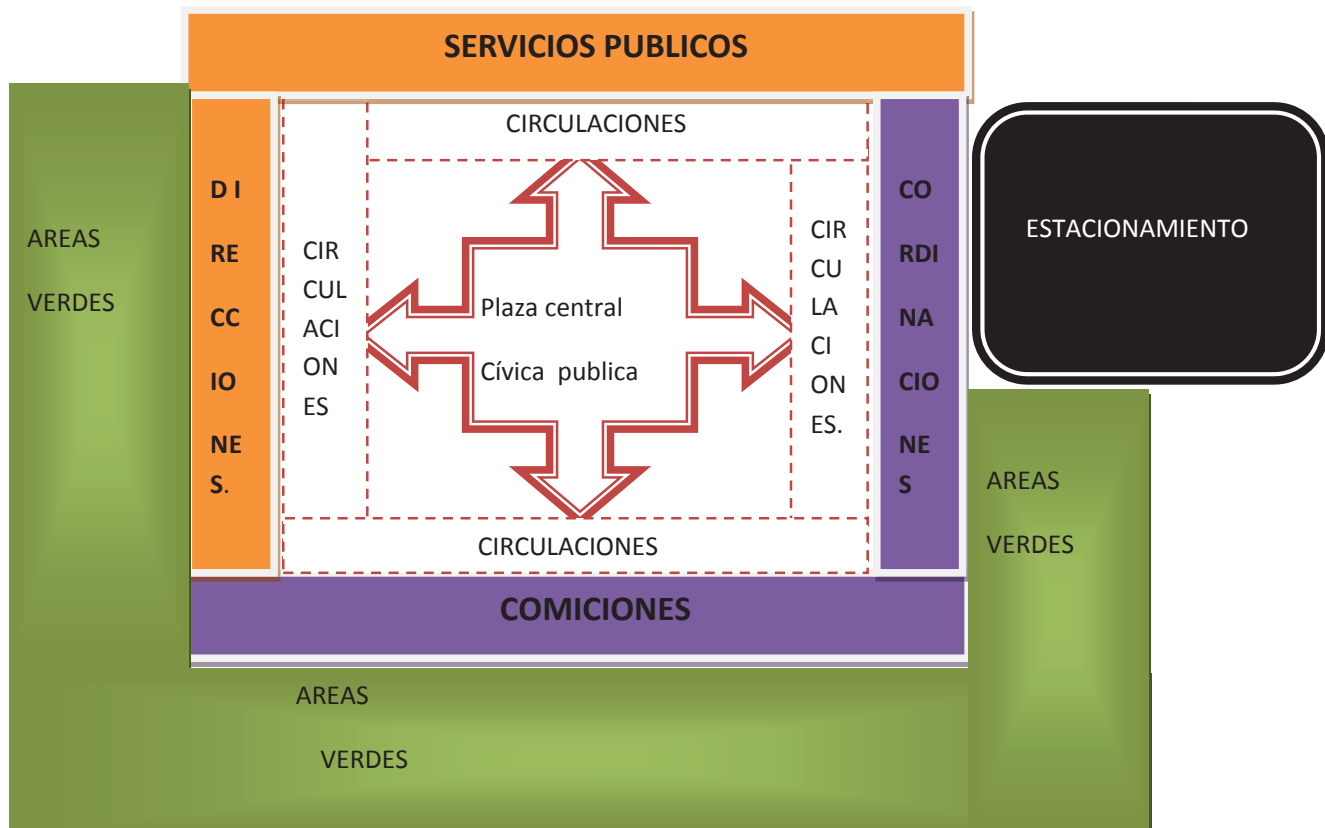 SERVICIOS PUBLICOS
CIRCULACIONES
AREAS
VERDES
D I
RE
CC
IO
NE
S.
CIR
CUL
ACI
ON
ES
Plaza central
Cívica publica
CIR
CU
LA
CI
ON
ES.
CO
RDI
NA
CIO
NE
S
ESTACIONAMIENTO
CIRCULACIONES
COMICIONES
AREAS
VERDES
AREAS
VERDES